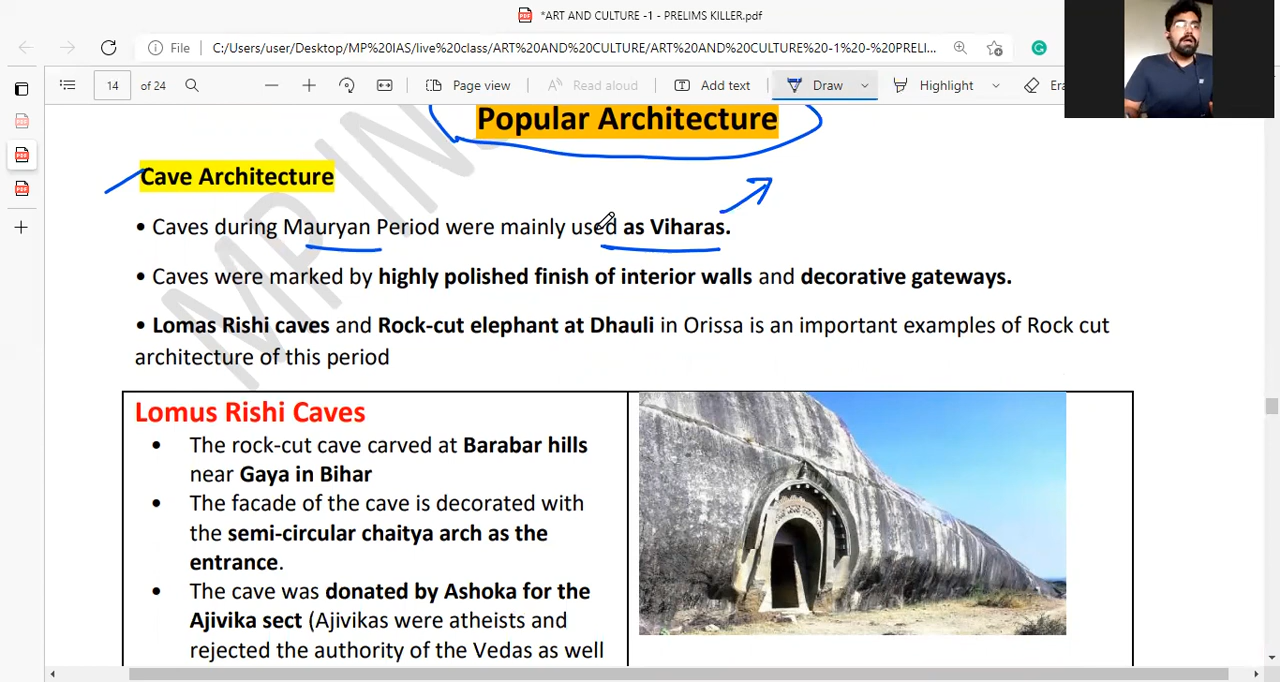 *ART AND CULTURE -1 - PRELIMS KILLER.pdf
File
C:/Users/user/Desktop/MP%20IAS/live%20class/ART%20AND%20CULTURE/ART%20AND%20CULTURE%20-1%20-%20PRELI...
14 of 24
Page view
Read aloud
Add text
Draw
Highlight
Era
Popular Architecture
MP IN
Cave Architecture
• Caves during Mauryan Period were mainly used as Viharas.
• Caves were marked by highly polished finish of interior walls and decorative gateways.
• Lomas Rishi caves and Rock-cut elephant at Dhauli in Orissa is an important examples of Rock cut
architecture of this period
Lomus Rishi Caves
• The rock-cut cave carved at Barabar hills
near Gaya in Bihar
• The facade of the cave is decorated with
the semi-circular chaitya arch as the
entrance.
• The cave was donated by Ashoka for the
Ajivika sect (Ajivikas were atheists and
rejected the authority of the Vedas as well